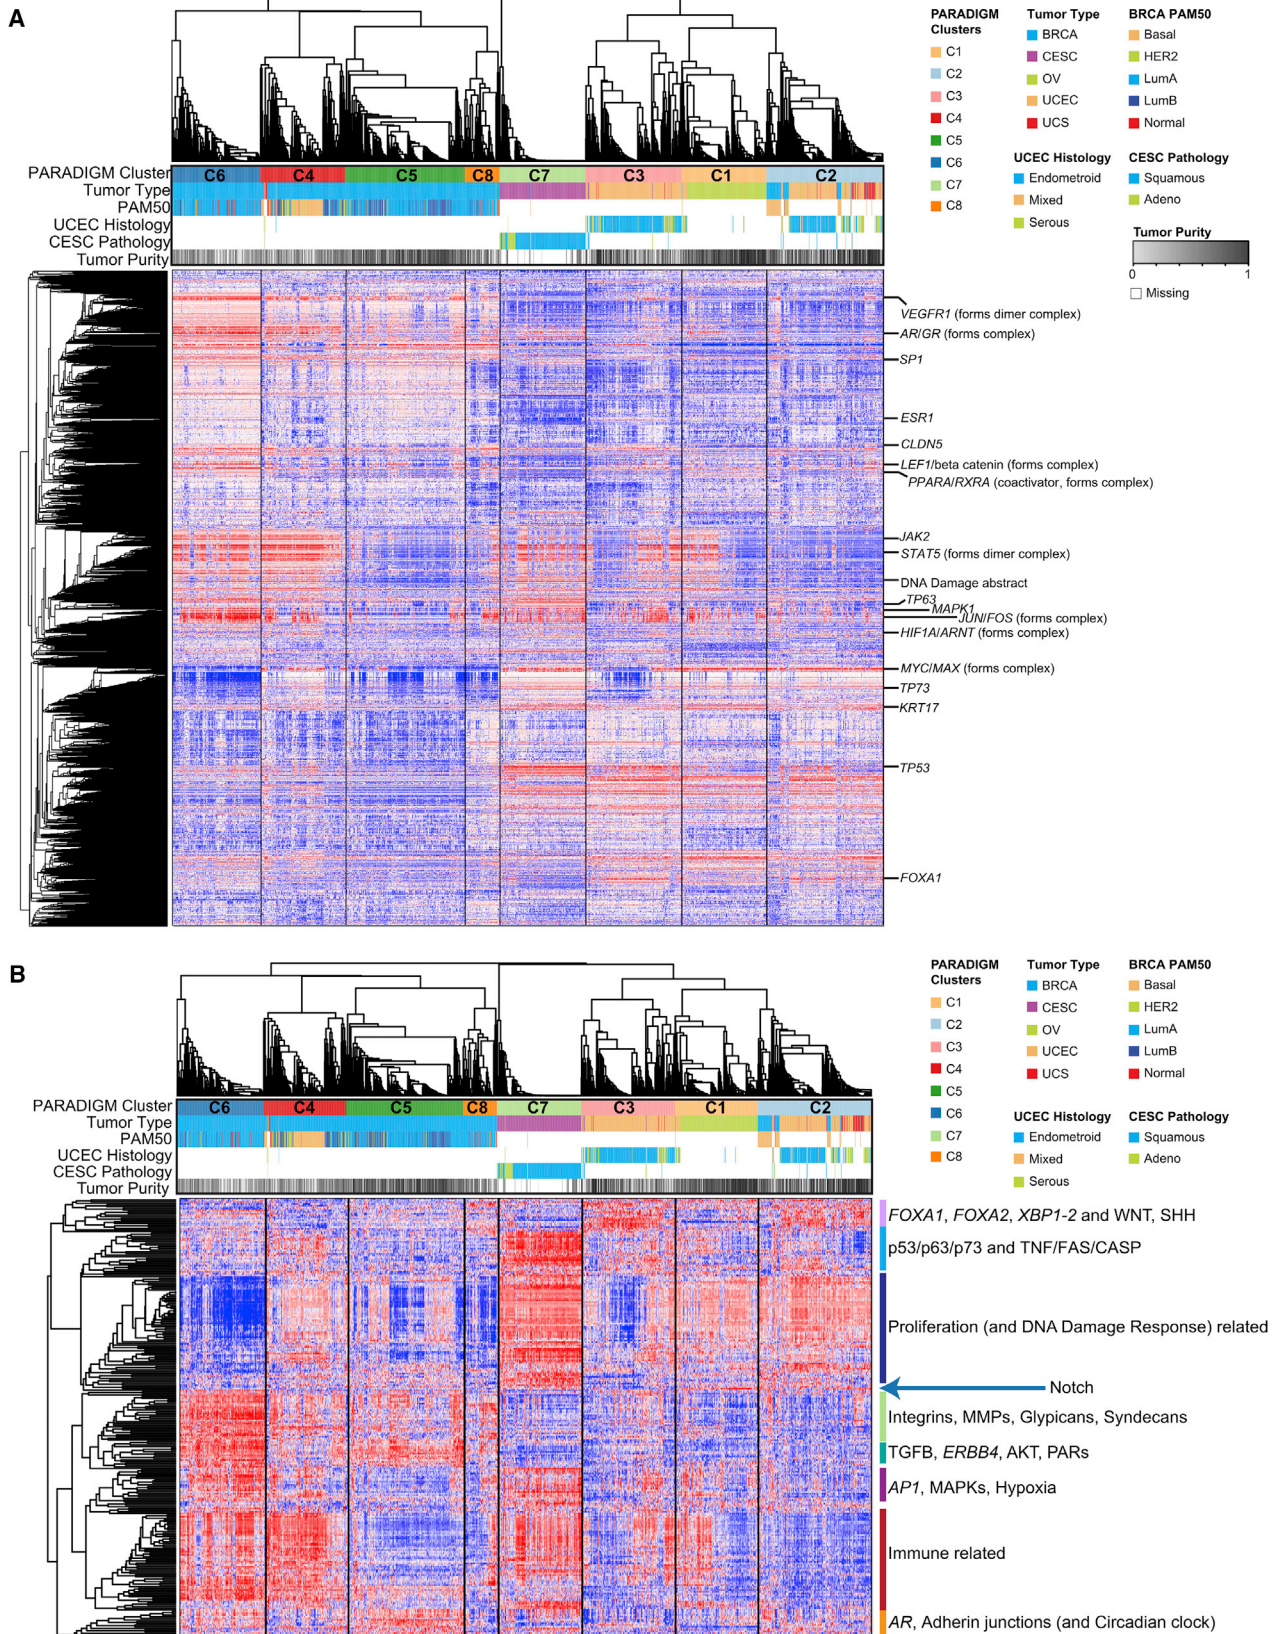 A
PARADIGM Clusters
C1
C2
C3
C4
C5
C6
C7
C8
Tumor Type
BRCA
CESC
OV
UCEC
UCS
BRCA PAM50
Basal
HER2
LumA
LumB
Normal
UCEC Histology
Endometroid
Mixed
Serous
CESC Pathology
Squamous
Adeno
Tumor Purity
0 1
Missing
PARADIGM Cluster
C6 C4 C5 C8 C7 C3 C1 C2
Tumor Type
PAM50
UCEC Histology
CESC Pathology
Tumor Purity
VEGFR1 (forms dimer complex)
AR/GR (forms complex)
SP1
ESR1
CLDN5
LEF1/beta catenin (forms complex)
PPARA/RXRA (coactivator, forms complex)
JAK2
STAT5 (forms dimer complex)
DNA Damage abstract
TP63
MAPK1
JUN/FOS (forms complex)
HIF1A/ARNT (forms complex)
MYC/MAX (forms complex)
TP73
KRT17
TP53
FOXA1
B
PARADIGM Clusters
C1
C2
C3
C4
C5
C6
C7
C8
Tumor Type
BRCA
CESC
OV
UCEC
UCS
BRCA PAM50
Basal
HER2
LumA
LumB
Normal
UCEC Histology
Endometroid
Mixed
Serous
CESC Pathology
Squamous
Adeno
PARADIGM Cluster
C6 C4 C5 C8 C7 C3 C1 C2
Tumor Type
PAM50
UCEC Histology
CESC Pathology
Tumor Purity
FOXA1, FOXA2, XBP1-2 and WNT, SHH
p53/p63/p73 and TNF/FAS/CASP
Proliferation (and DNA Damage Response) related
Notch
Integrins, MMPs, Glypicans, Syndecans
TGFB, ERBB4, AKT, PARs
AP1, MAPKs, Hypoxia
Immune related
AR, Adherin junctions (and Circadian clock)